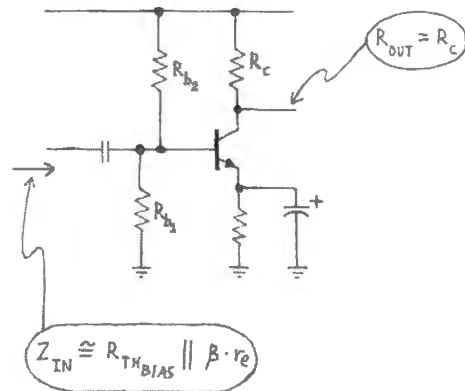 R_OUT = R_C
R_b2
R_c
+
R_b1
Z_IN ≅ R_TH_BIAS || β · r_e